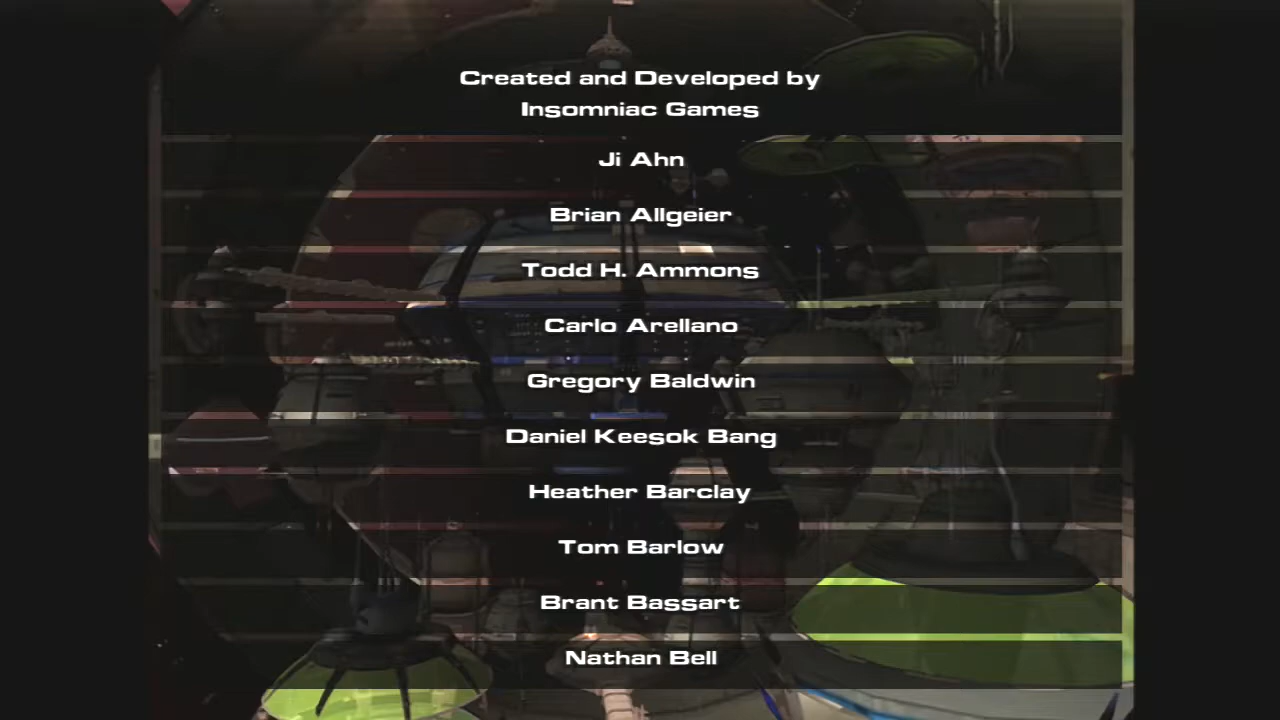 Created and Developed by
Insomniac Games
Ji Ahn
Brian Allgeier
Todd H. Ammons
Carlo Arellano
Gregory Baldwin
Daniel Keesok Bang
Heather Barclay
Tom Barlow
Brant Bassart
Nathan Bell